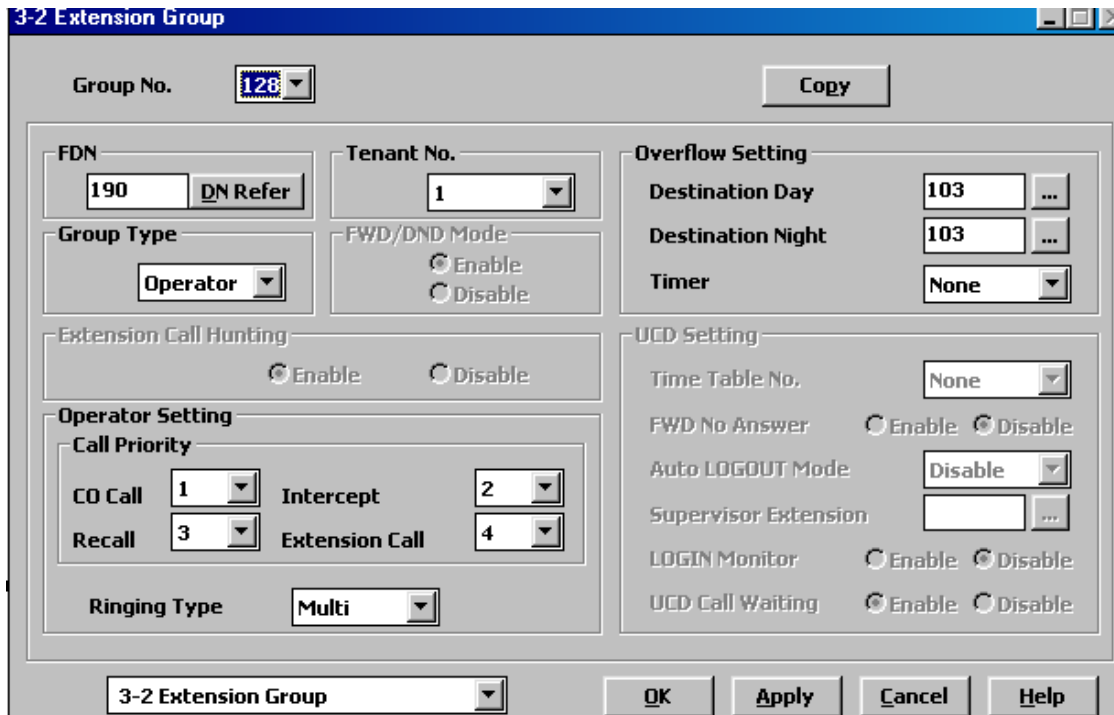 3-2 Extension Group
Group No. 128 Copy
FDN
190 DN Refer
Tenant No.
1
Group Type
Operator
FWD/DND Mode
Enable
Disable
Extension Call Hunting
Enable Disable
Operator Setting
Call Priority
CO Call 1 Intercept 2
Recall 3 Extension Call 4
Ringing Type Multi
Overflow Setting
Destination Day 103 ...
Destination Night 103 ...
Timer None
UCD Setting
Time Table No. None
FWD No Answer Enable Disable
Auto LOGOUT Mode Disable
Supervisor Extension ...
LOGIN Monitor Enable Disable
UCD Call Waiting Enable Disable
3-2 Extension Group OK Apply Cancel Help